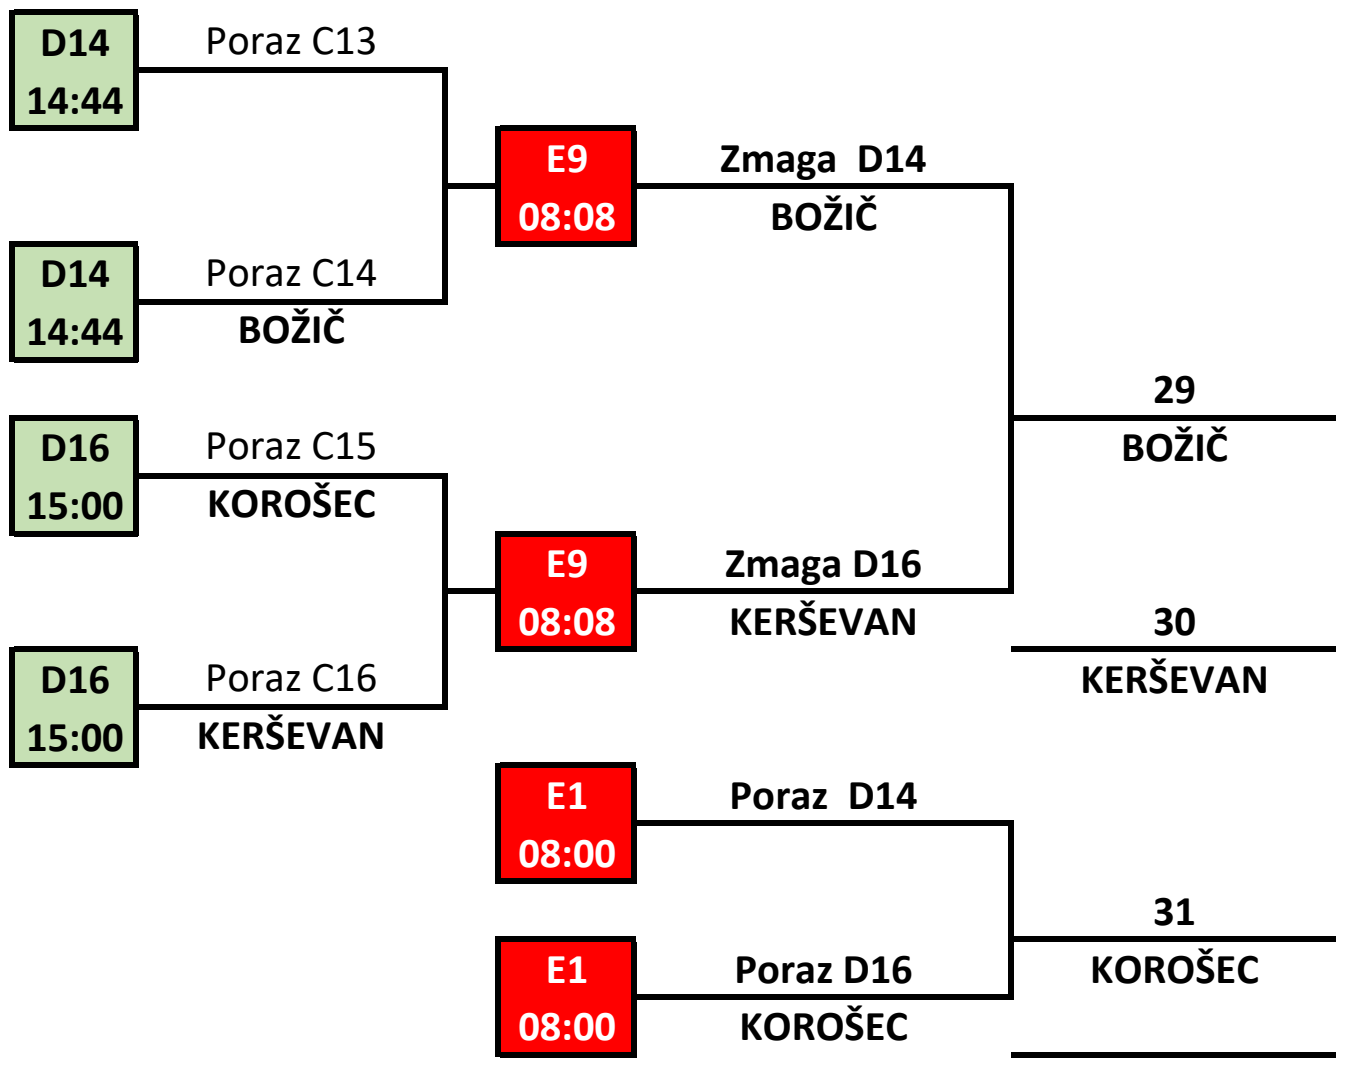 D14
14:44
Poraz C13
E9
08:08
Zmaga  D14
BOŽIČ
D14
14:44
Poraz C14
BOŽIČ
29
BOŽIČ
D16
15:00
Poraz C15
KOROŠEC
E9
08:08
Zmaga D16
KERŠEVAN
30
KERŠEVAN
D16
15:00
Poraz C16
KERŠEVAN
E1
08:00
Poraz  D14
31
KOROŠEC
E1
08:00
Poraz D16
KOROŠEC